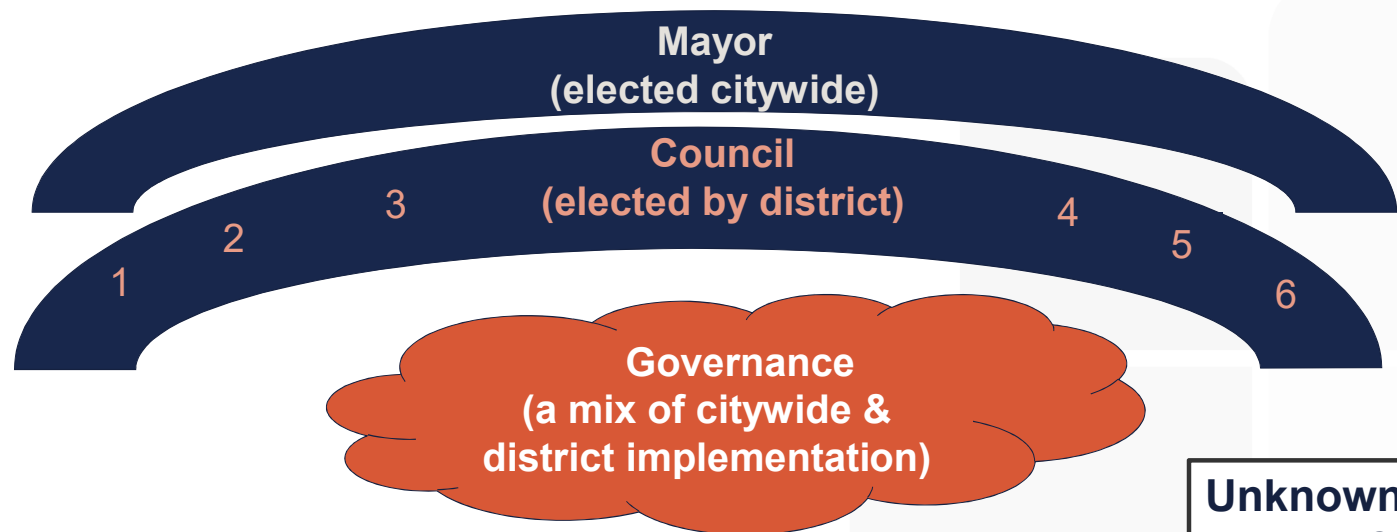 Mayor
(elected citywide)
Council
(elected by district)
1
2
3
4
5
6
Governance
(a mix of citywide &
district implementation)
Unknown